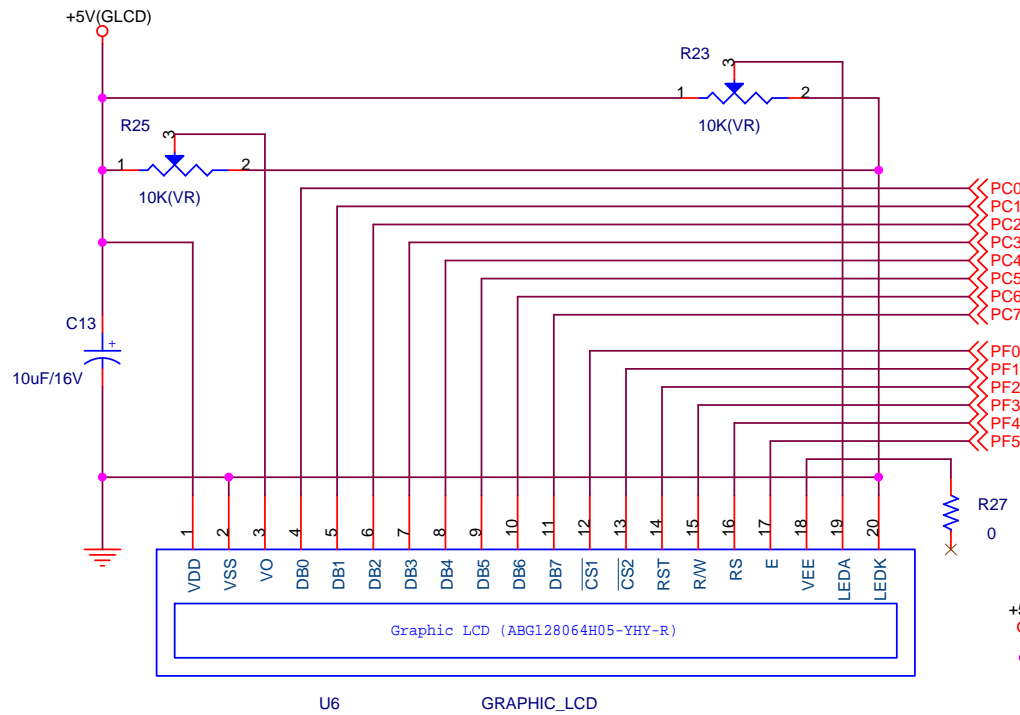 +5V(GLCD)
R23
3
1
2
10K(VR)
R25
3
1
2
10K(VR)
PC0
PC1
PC2
PC3
PC4
PC5
PC6
PC7
C13
+
10uF/16V
PF0
PF1
PF2
PF3
PF4
PF5
R27
0
1 2 3 4 5 6 7 8 9 10 11 12 13 14 15 16 17 18 19 20
VDD VSS VO DB0 DB1 DB2 DB3 DB4 DB5 DB6 DB7 CS1 CS2 RST R/W RS E VEE LEDA LEDK
Graphic LCD (ABG128064H05-YHY-R)
U6 GRAPHIC_LCD